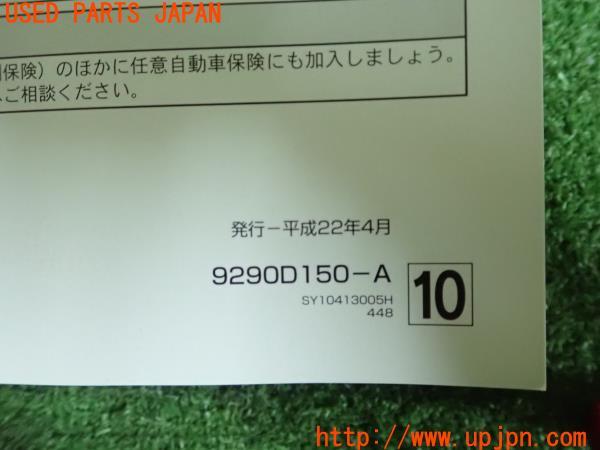 USED PARTS JAPAN
保険）のほかに任意自動車保険にも加入しましょう。
ご相談ください。
発行－平成22年4月
9290D150－A
SY10413005H
448
10
http://www.upjpn.com